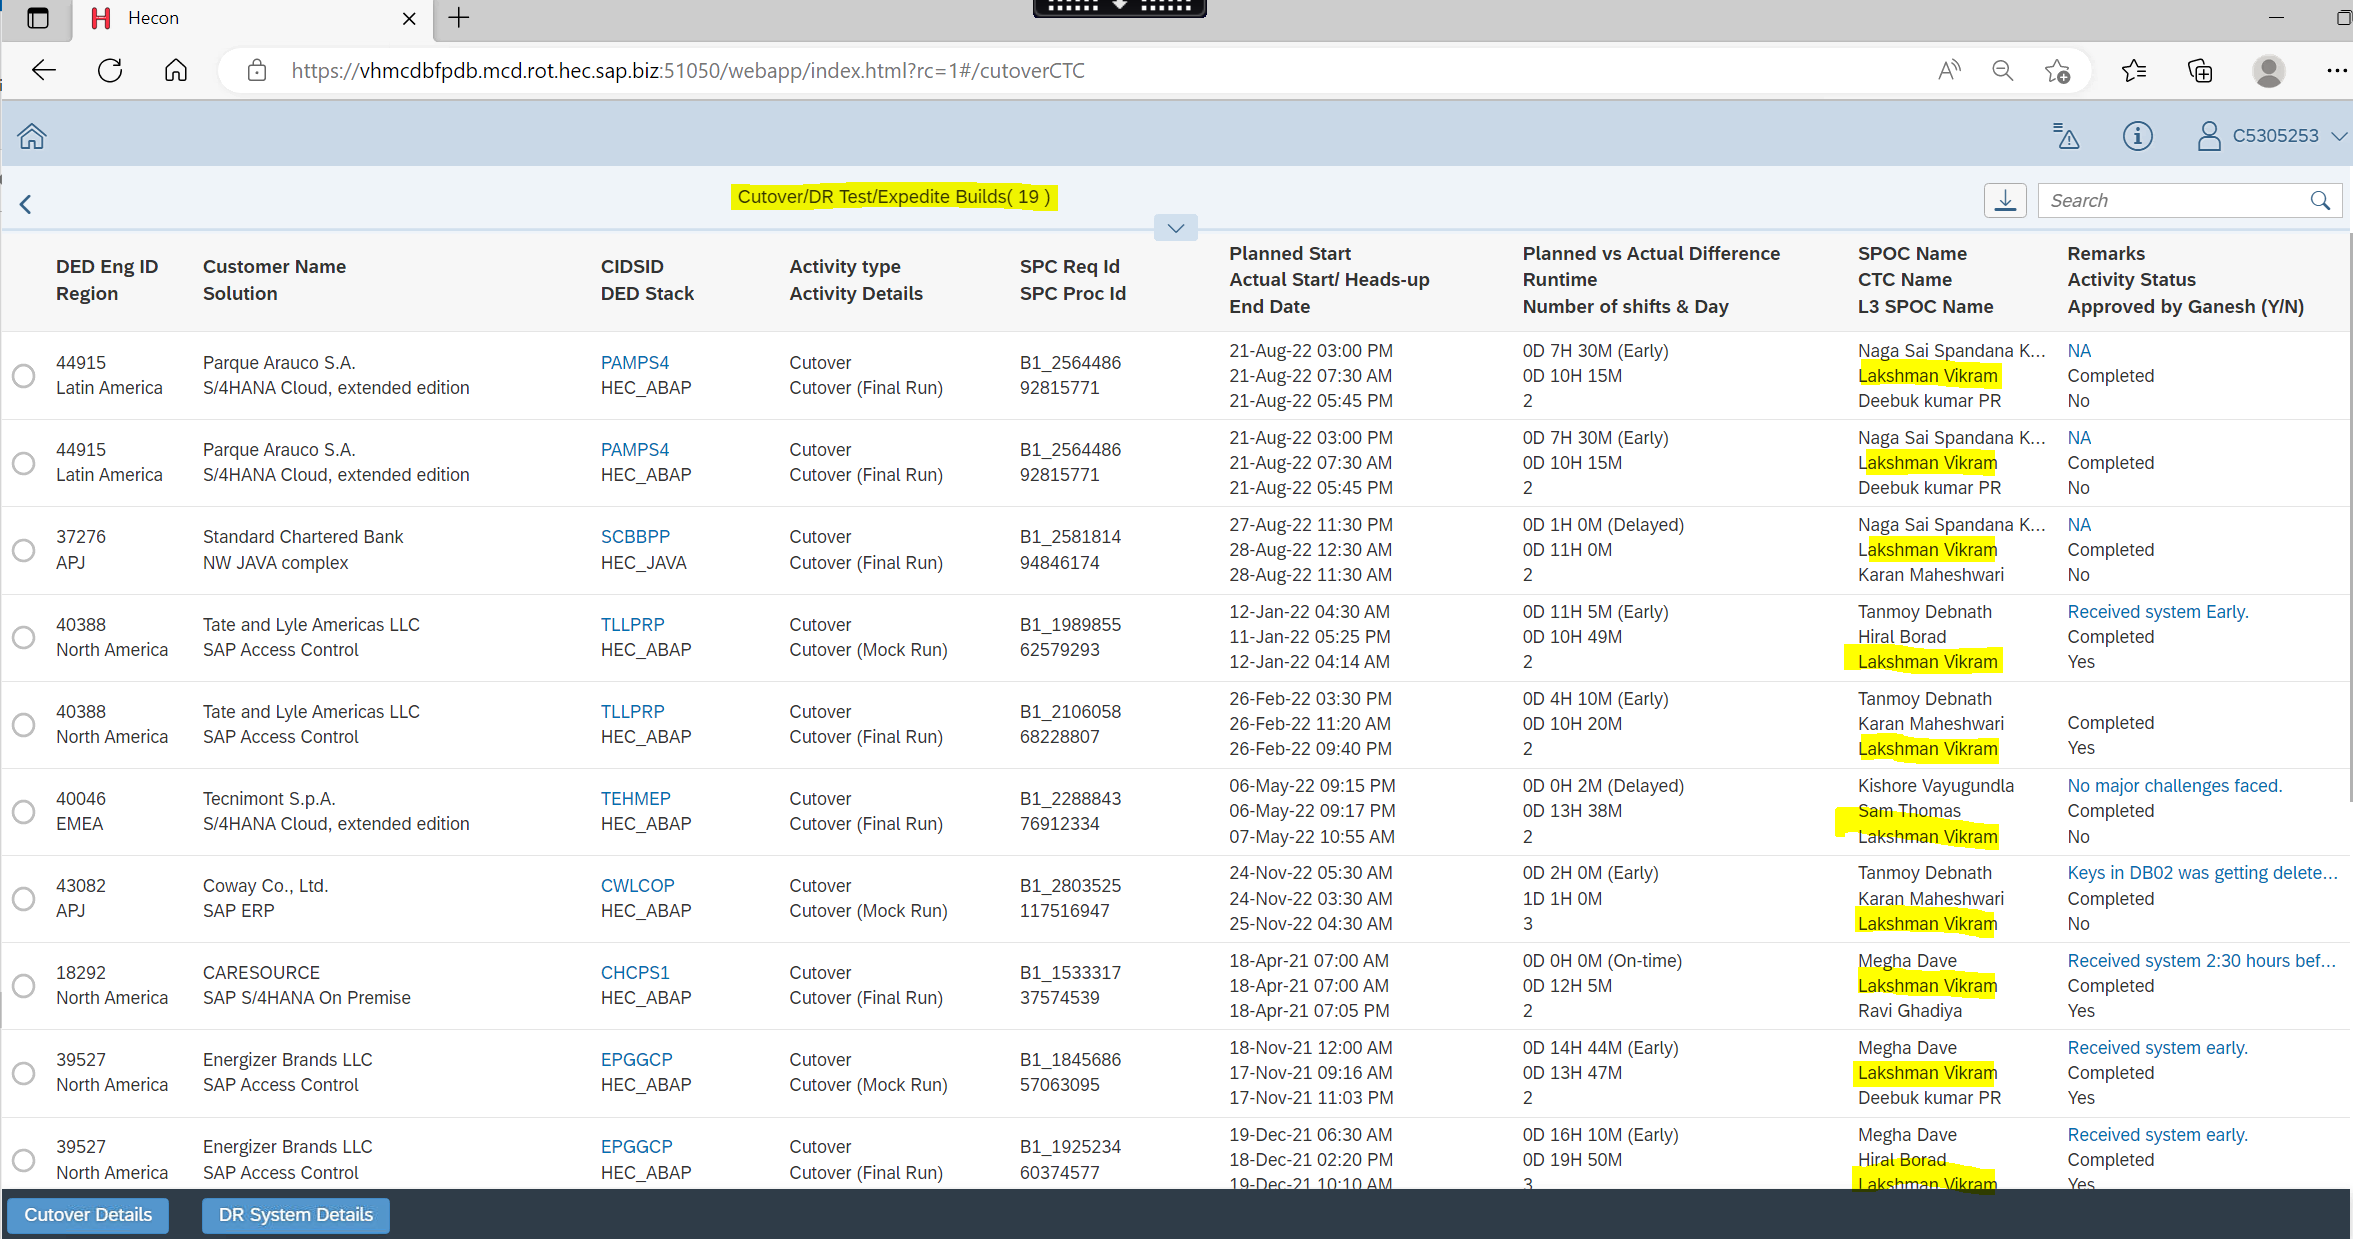 Hecon
https://vhmcdbfpdb.mcd.rot.hec.sap.biz:51050/webapp/index.html?rc=1#/cutoverCTC
C5305253
Cutover/DR Test/Expedite Builds( 19 )
Search
DED Eng ID
Region
Customer Name
Solution
CIDSID
DED Stack
Activity type
Activity Details
SPC Req Id
SPC Proc Id
Planned Start
Actual Start/ Heads-up
End Date
Planned vs Actual Difference
Runtime
Number of shifts & Day
SPOC Name
CTC Name
L3 SPOC Name
Remarks
Activity Status
Approved by Ganesh (Y/N)
44915
Latin America
Parque Arauco S.A.
S/4HANA Cloud, extended edition
PAMPS4
HEC_ABAP
Cutover
Cutover (Final Run)
B1_2564486
92815771
21-Aug-22 03:00 PM
21-Aug-22 07:30 AM
21-Aug-22 05:45 PM
0D 7H 30M (Early)
0D 10H 15M
2
Naga Sai Spandana K...
Lakshman Vikram
Deebuk kumar PR
NA
Completed
No
44915
Latin America
Parque Arauco S.A.
S/4HANA Cloud, extended edition
PAMPS4
HEC_ABAP
Cutover
Cutover (Final Run)
B1_2564486
92815771
21-Aug-22 03:00 PM
21-Aug-22 07:30 AM
21-Aug-22 05:45 PM
0D 7H 30M (Early)
0D 10H 15M
2
Naga Sai Spandana K...
Lakshman Vikram
Deebuk kumar PR
NA
Completed
No
37276
APJ
Standard Chartered Bank
NW JAVA complex
SCBBPP
HEC_JAVA
Cutover
Cutover (Final Run)
B1_2581814
94846174
27-Aug-22 11:30 PM
28-Aug-22 12:30 AM
28-Aug-22 11:30 AM
0D 1H 0M (Delayed)
0D 11H 0M
2
Naga Sai Spandana K...
Lakshman Vikram
Karan Maheshwari
NA
Completed
No
40388
North America
Tate and Lyle Americas LLC
SAP Access Control
TLLPRP
HEC_ABAP
Cutover
Cutover (Mock Run)
B1_1989855
62579293
12-Jan-22 04:30 AM
11-Jan-22 05:25 PM
12-Jan-22 04:14 AM
0D 11H 5M (Early)
0D 10H 49M
2
Tanmoy Debnath
Hiral Borad
Lakshman Vikram
Received system Early.
Completed
Yes
40388
North America
Tate and Lyle Americas LLC
SAP Access Control
TLLPRP
HEC_ABAP
Cutover
Cutover (Final Run)
B1_2106058
68228807
26-Feb-22 03:30 PM
26-Feb-22 11:20 AM
26-Feb-22 09:40 PM
0D 4H 10M (Early)
0D 10H 20M
2
Tanmoy Debnath
Karan Maheshwari
Lakshman Vikram
Completed
Yes
40046
EMEA
Tecnimont S.p.A.
S/4HANA Cloud, extended edition
TEHMEP
HEC_ABAP
Cutover
Cutover (Final Run)
B1_2288843
76912334
06-May-22 09:15 PM
06-May-22 09:17 PM
07-May-22 10:55 AM
0D 0H 2M (Delayed)
0D 13H 38M
2
Kishore Vayugundla
Sam Thomas
Lakshman Vikram
No major challenges faced.
Completed
No
43082
APJ
Coway Co., Ltd.
SAP ERP
CWLCOP
HEC_ABAP
Cutover
Cutover (Mock Run)
B1_2803525
117516947
24-Nov-22 05:30 AM
24-Nov-22 03:30 AM
25-Nov-22 04:30 AM
0D 2H 0M (Early)
1D 1H 0M
3
Tanmoy Debnath
Karan Maheshwari
Lakshman Vikram
Keys in DB02 was getting delete...
Completed
No
18292
North America
CARESOURCE
SAP S/4HANA On Premise
CHCPS1
HEC_ABAP
Cutover
Cutover (Final Run)
B1_1533317
37574539
18-Apr-21 07:00 AM
18-Apr-21 07:00 AM
18-Apr-21 07:05 PM
0D 0H 0M (On-time)
0D 12H 5M
2
Megha Dave
Lakshman Vikram
Ravi Ghadiya
Received system 2:30 hours bef...
Completed
Yes
39527
North America
Energizer Brands LLC
SAP Access Control
EPGGCP
HEC_ABAP
Cutover
Cutover (Mock Run)
B1_1845686
57063095
18-Nov-21 12:00 AM
17-Nov-21 09:16 AM
17-Nov-21 11:03 PM
0D 14H 44M (Early)
0D 13H 47M
2
Megha Dave
Lakshman Vikram
Deebuk kumar PR
Received system early.
Completed
Yes
39527
North America
Energizer Brands LLC
SAP Access Control
EPGGCP
HEC_ABAP
Cutover
Cutover (Final Run)
B1_1925234
60374577
19-Dec-21 06:30 AM
18-Dec-21 02:20 PM
19-Dec-21 10:10 AM
0D 16H 10M (Early)
0D 19H 50M
3
Megha Dave
Hiral Borad
Lakshman Vikram
Received system early.
Completed
Yes
Cutover Details
DR System Details